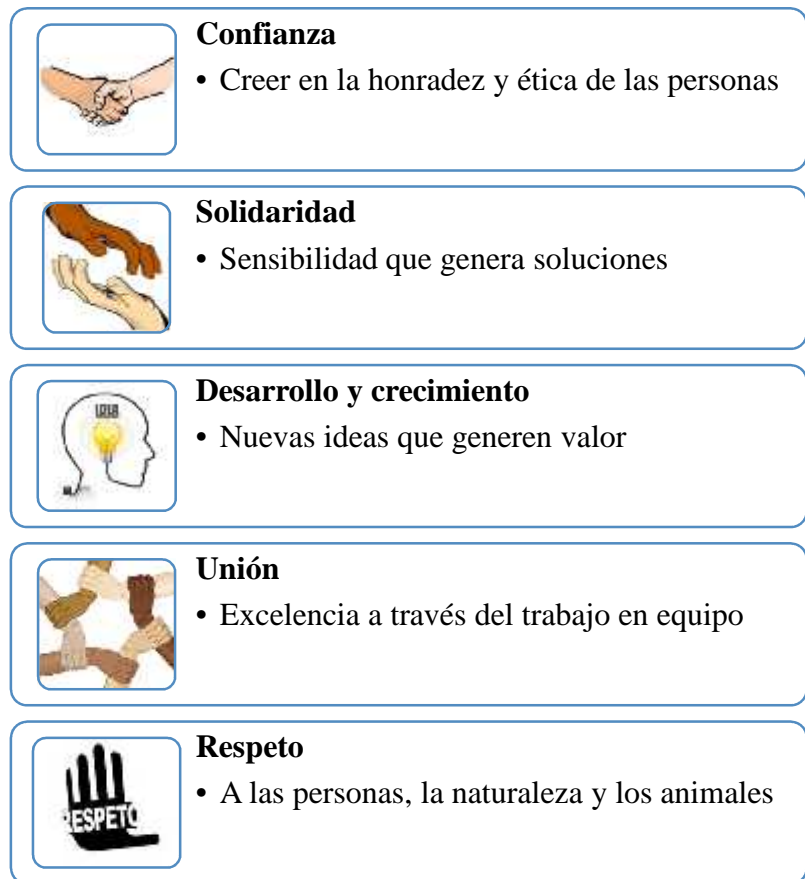 Confianza
• Creer en la honradez y ética de las personas
Solidaridad
• Sensibilidad que genera soluciones
Desarrollo y crecimiento
• Nuevas ideas que generen valor
Unión
• Excelencia a través del trabajo en equipo
Respeto
• A las personas, la naturaleza y los animales
RESPETO